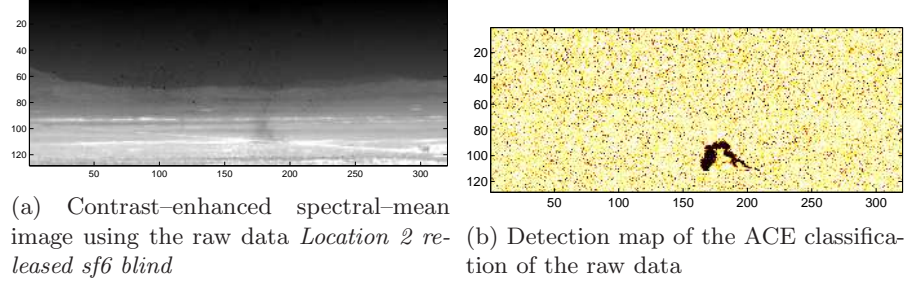 20
40
60
80
100
120
50 100 150 200 250 300
(a) Contrast–enhanced spectral–mean
image using the raw data Location 2 re-
leased sf6 blind
20
40
60
80
100
120
50 100 150 200 250 300
(b) Detection map of the ACE classifica-
tion of the raw data